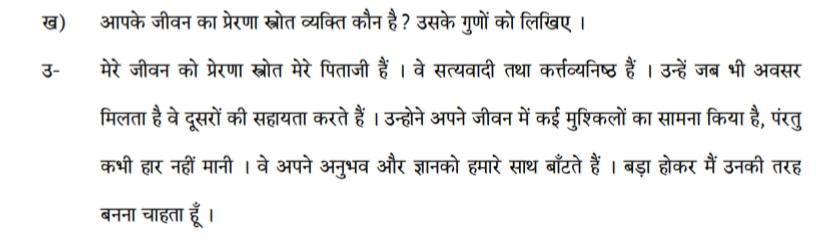 ख) आपके जीवन का प्रेरणा स्त्रोत व्यक्ति कौन है? उसके गुणों को लिखिए ।
उ- मेरे जीवन को प्रेरणा स्त्रोत मेरे पिताजी हैं । वे सत्यवादी तथा कर्त्तव्यनिष्ठ हैं । उन्हें जब भी अवसर
मिलता है वे दूसरों की सहायता करते हैं । उन्होने अपने जीवन में कई मुश्किलों का सामना किया है, पंरतु
कभी हार नहीं मानी । वे अपने अनुभव और ज्ञानको हमारे साथ बाँटते हैं । बड़ा होकर मैं उनकी तरह
बनना चाहता हूँ ।